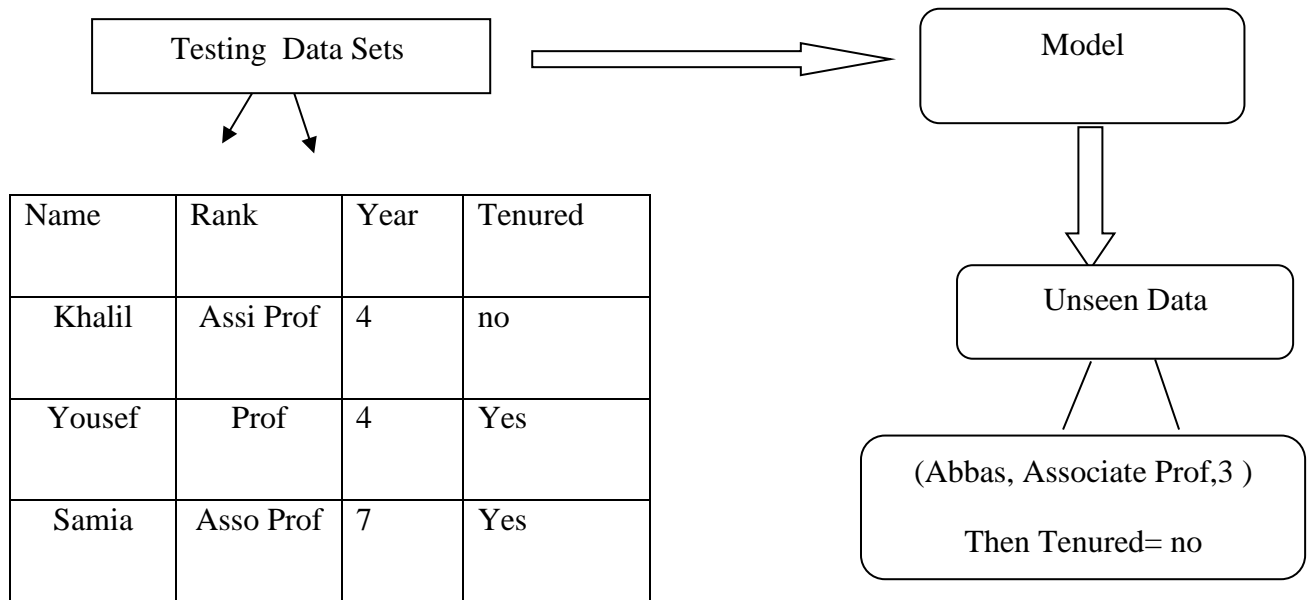 Testing Data Sets
Model
Name Rank Year Tenured
Khalil Assi Prof 4 no
Yousef Prof 4 Yes
Samia Asso Prof 7 Yes
Unseen Data
(Abbas, Associate Prof,3 )
Then Tenured= no